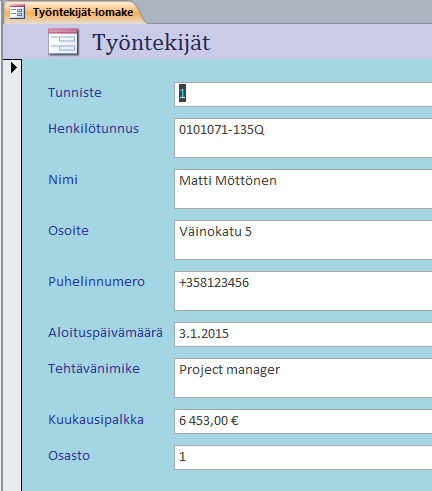 Työntekijät-lomake
Työntekijät
Tunniste 1
Henkilötunnus 0101071-135Q
Nimi Matti Möttönen
Osoite Väinokatu 5
Puhelinnumero +358123456
Aloituspäivämäärä 3.1.2015
Tehtävänimike Project manager
Kuukausipalkka 6 453,00 €
Osasto 1